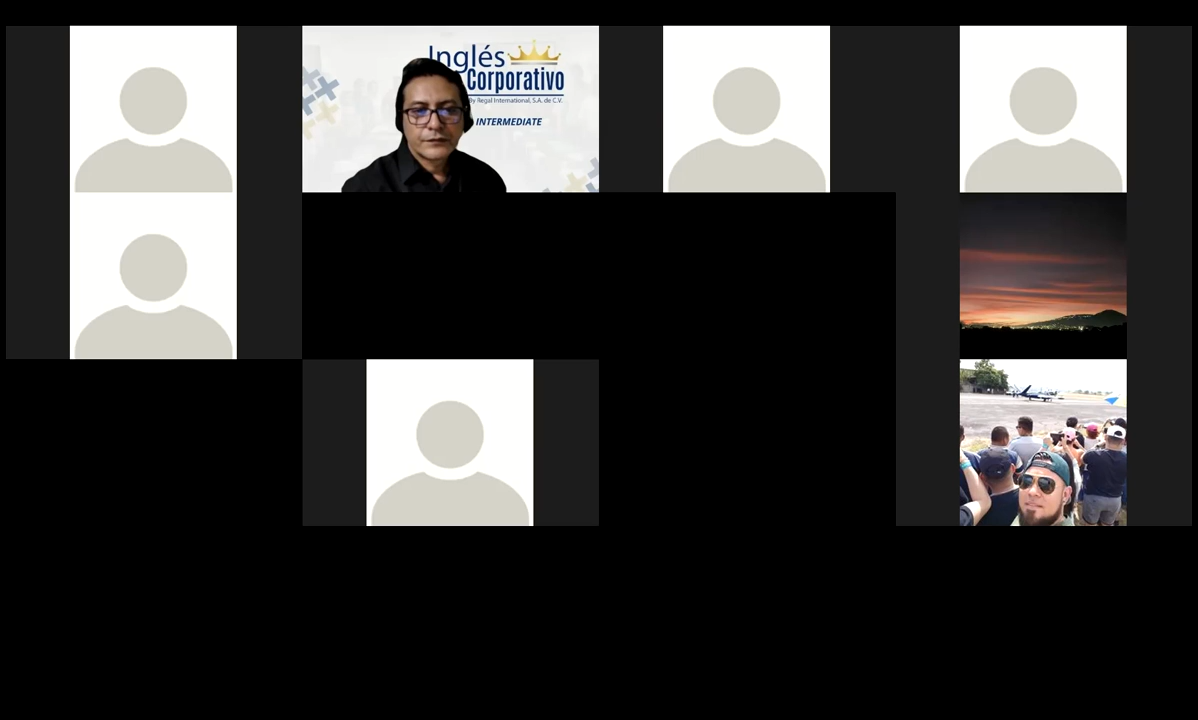 Inglés
Corporativo
By Regal International, S.A. de C.V.
INTERMEDIATE